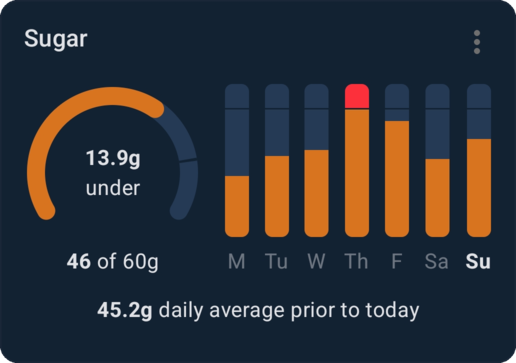 Sugar
13.9g
under
46 of 60g
M Tu W Th F Sa Su
45.2g daily average prior to today